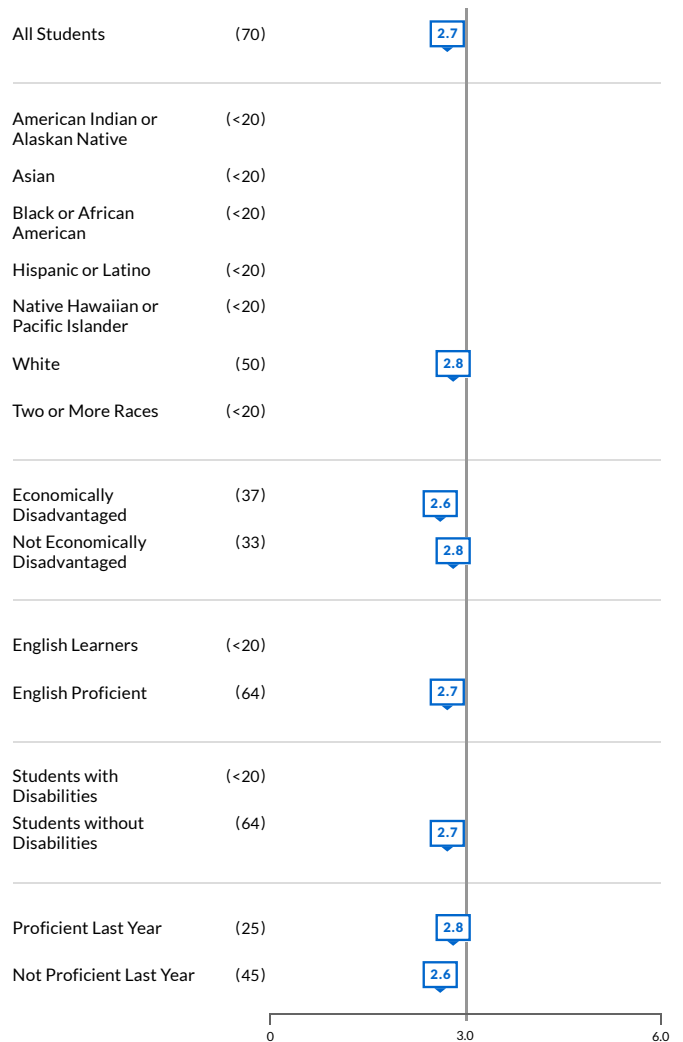 All Students (70) 2.7
American Indian or
Alaskan Native (<20)
Asian (<20)
Black or African
American (<20)
Hispanic or Latino (<20)
Native Hawaiian or
Pacific Islander (<20)
White (50) 2.8
Two or More Races (<20)
Economically
Disadvantaged (37) 2.6
Not Economically
Disadvantaged (33) 2.8
English Learners (<20)
English Proficient (64) 2.7
Students with
Disabilities (<20)
Students without
Disabilities (64) 2.7
Proficient Last Year (25) 2.8
Not Proficient Last Year (45) 2.6
0 3.0 6.0